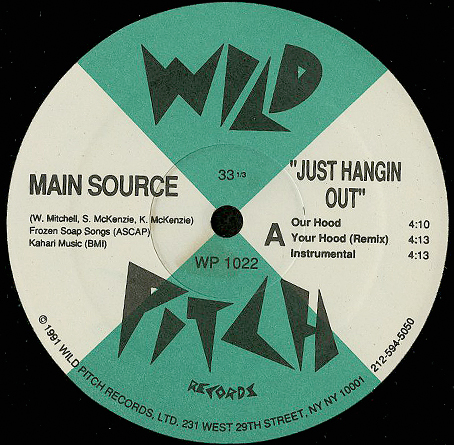 WILD
33 1/3
MAIN SOURCE
"JUST HANGIN
OUT"
(W. Mitchell, S. McKenzie, K. McKenzie)
Frozen Soap Songs (ASCAP)
Kahari Music (BMI)
A
Our Hood 4:10
Your Hood (Remix) 4:13
Instrumental 4:13
WP 1022
PITCH
RECORDS
© 1991 WILD PITCH RECORDS, LTD. 231 WEST 29TH STREET, NY NY 10001 212-594-5050